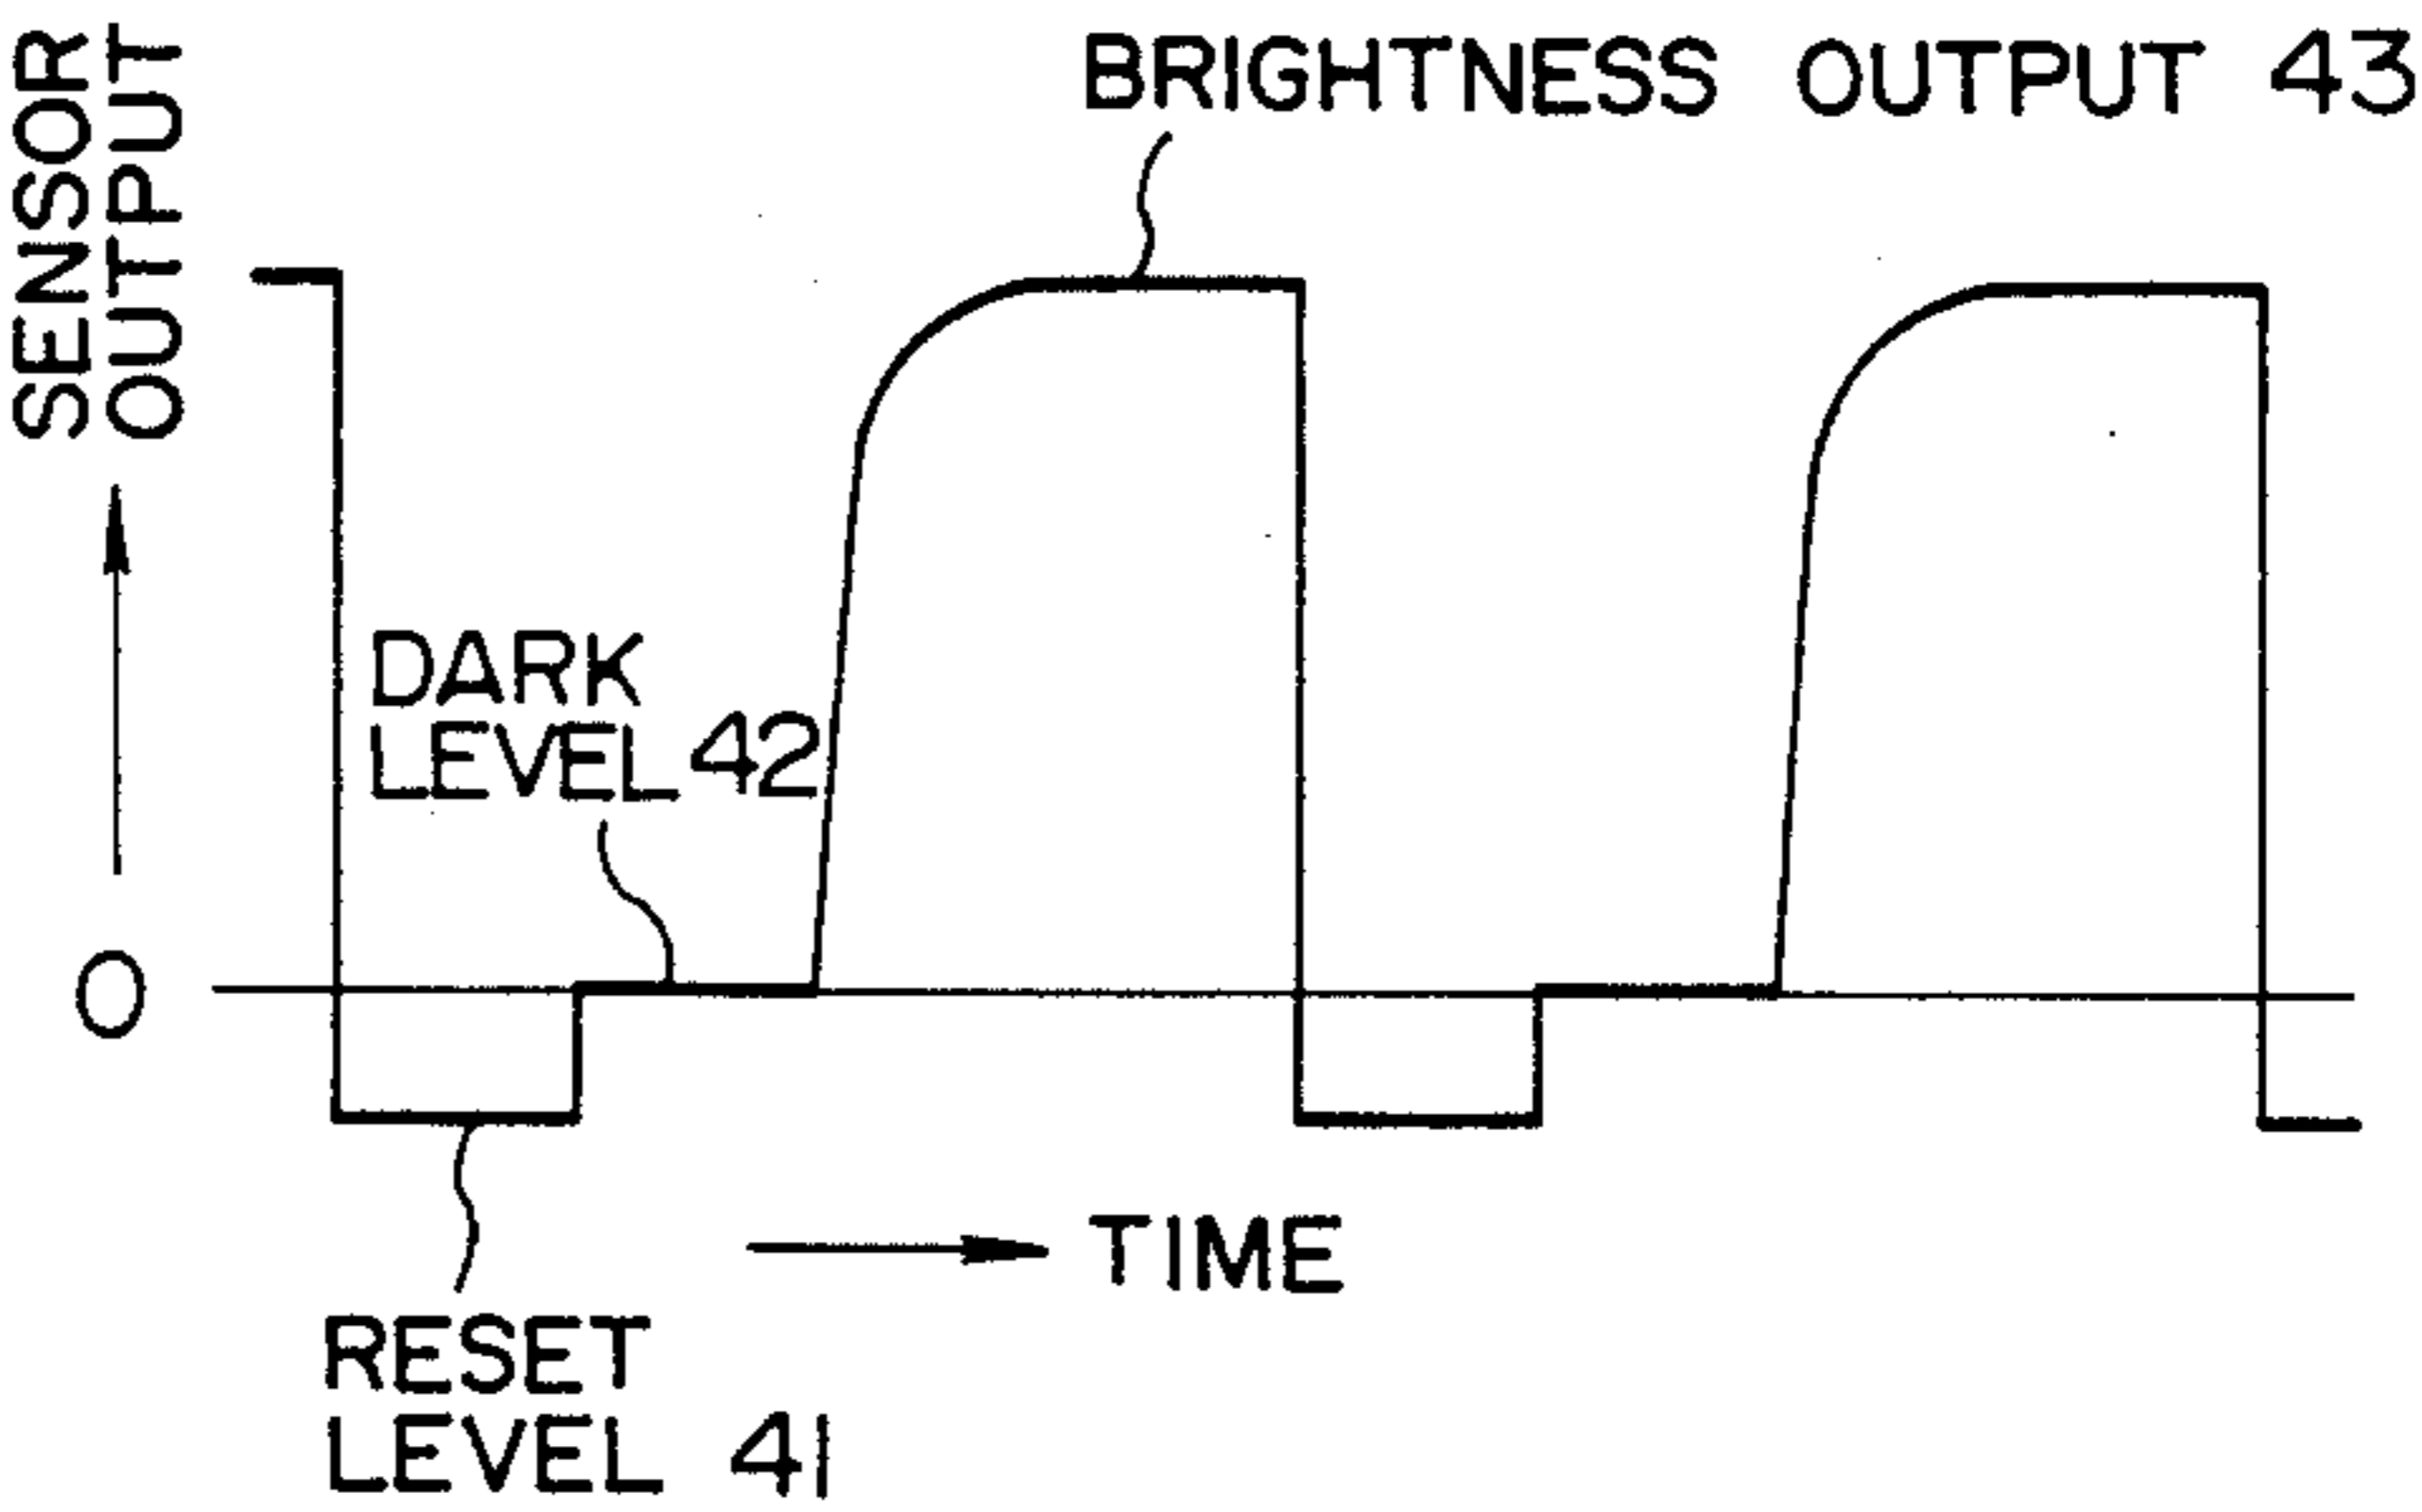 SENSOR
OUTPUT
BRIGHTNESS OUTPUT 43
DARK
LEVEL 42
0
TIME
RESET
LEVEL 41